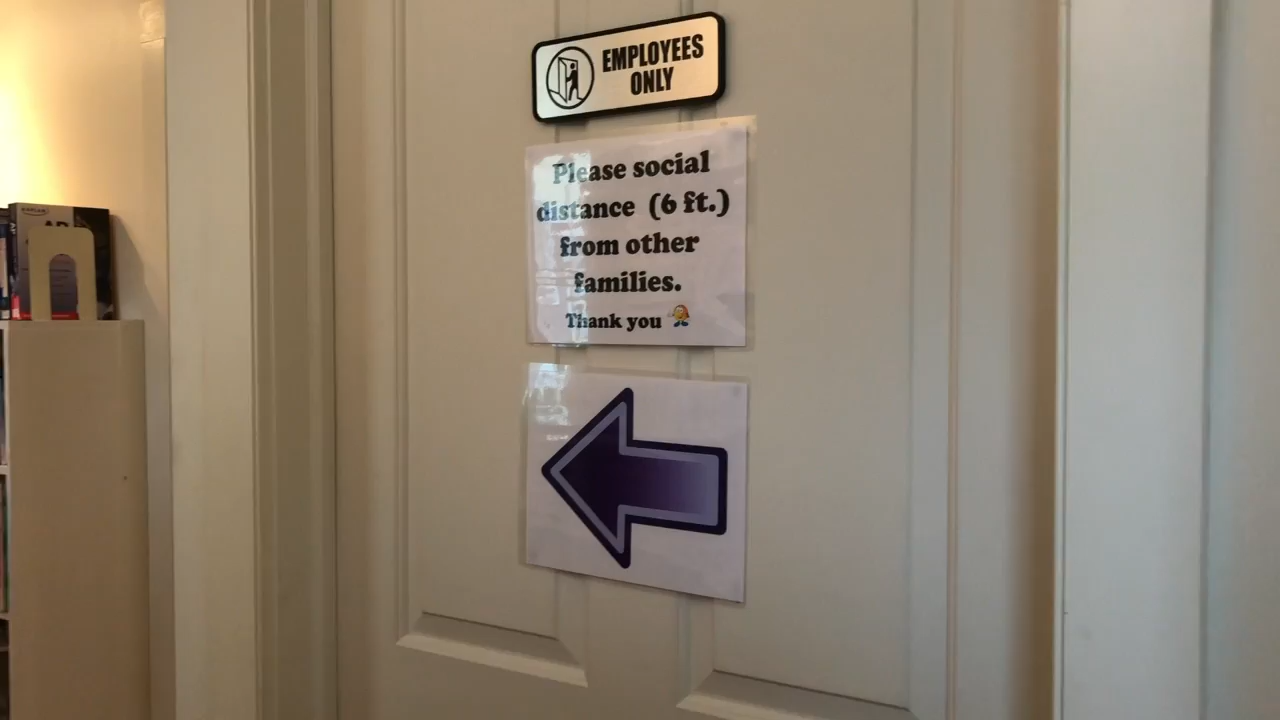 EMPLOYEES
ONLY
Please social
distance (6 ft.)
from other
families.
Thank you